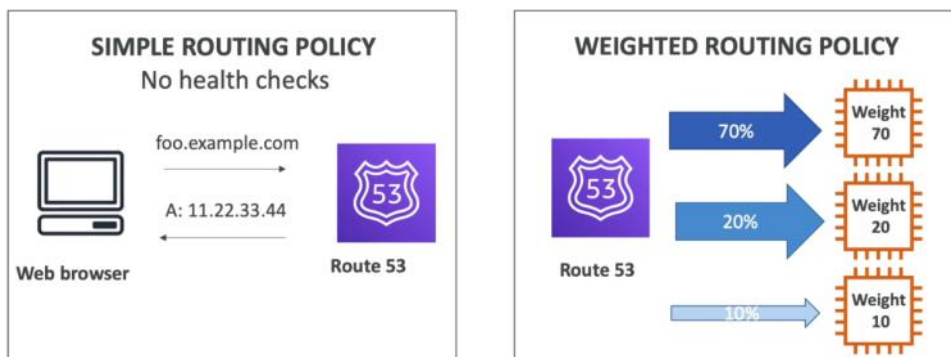 SIMPLE ROUTING POLICY
No health checks
foo.example.com
53
A: 11.22.33.44
Web browser
Route 53
WEIGHTED ROUTING POLICY
53
Route 53
70%
Weight
70
20%
Weight
20
10%
Weight
10